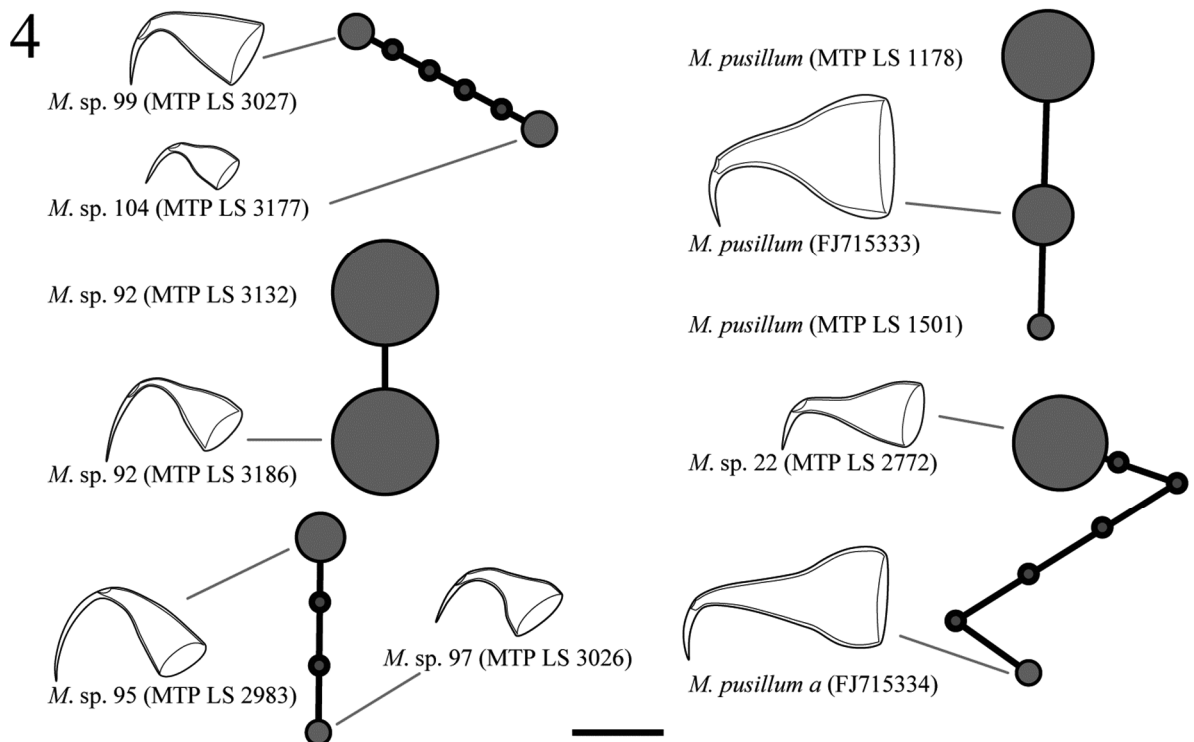 4
M. sp. 99 (MTP LS 3027)
M. sp. 104 (MTP LS 3177)
M. sp. 92 (MTP LS 3132)
M. sp. 92 (MTP LS 3186)
M. sp. 95 (MTP LS 2983)
M. sp. 97 (MTP LS 3026)
M. pusillum (MTP LS 1178)
M. pusillum (FJ715333)
M. pusillum (MTP LS 1501)
M. sp. 22 (MTP LS 2772)
M. pusillum a (FJ715334)